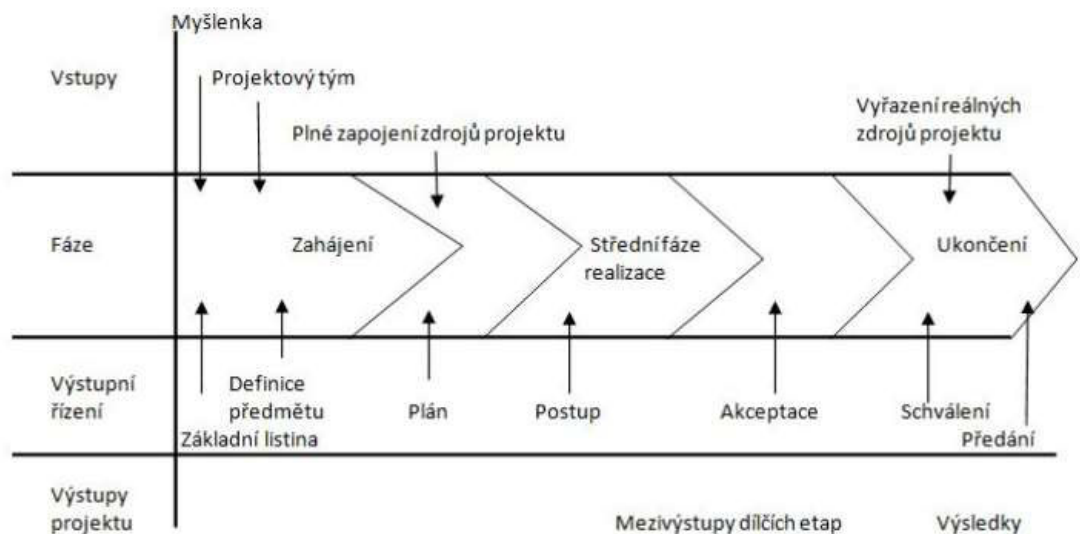 Myšlenka
Vstupy
Projektový tým
Plné zapojení zdrojů projektu
Vyřazení reálných
zdrojů projektu
Fáze
Zahájení
Střední fáze
realizace
Ukončení
Výstupní
řízení
Základní listina
Definice
předmětu
Plán
Postup
Akceptace
Schválení
Předání
Výstupy
projektu
Mezivýstupy dílčích etap
Výsledky